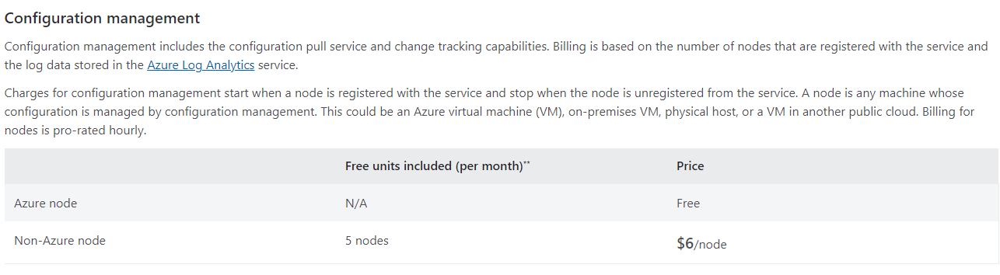 Configuration management
Configuration management includes the configuration pull service and change tracking capabilities. Billing is based on the number of nodes that are registered with the service and
the log data stored in the Azure Log Analytics service.
Charges for configuration management start when a node is registered with the service and stop when the node is unregistered from the service. A node is any machine whose
configuration is managed by configuration management. This could be an Azure virtual machine (VM), on-premises VM, physical host, or a VM in another public cloud. Billing for
nodes is pro-rated hourly.
Free units included (per month)** Price
Azure node N/A Free
Non-Azure node 5 nodes $6/node